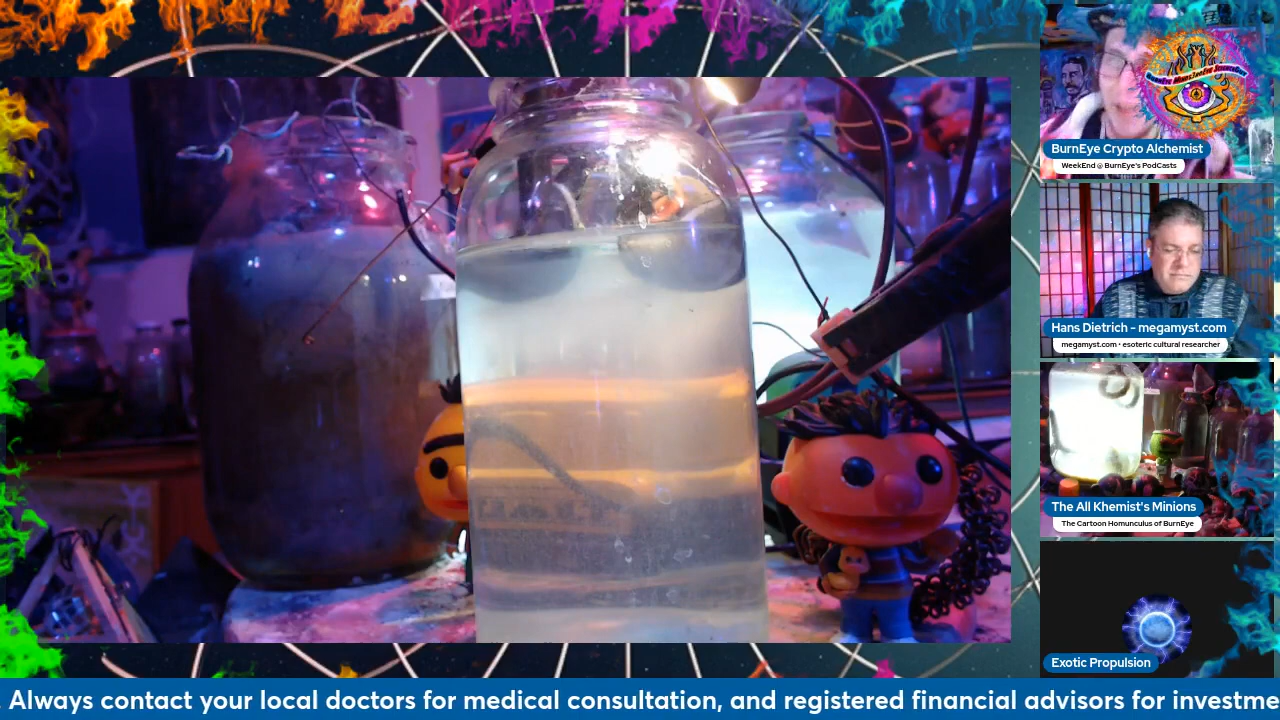 BurnEye Crypto Alchemist
WeekEnd @ BurnEye's PodCasts
Hans Dietrich - megamyst.com
megamyst.com • esoteric cultural researcher
The All Khemist's Minions
The Cartoon Homunculus of BurnEye
Exotic Propulsion
. Always contact your local doctors for medical consultation, and registered financial advisors for investme